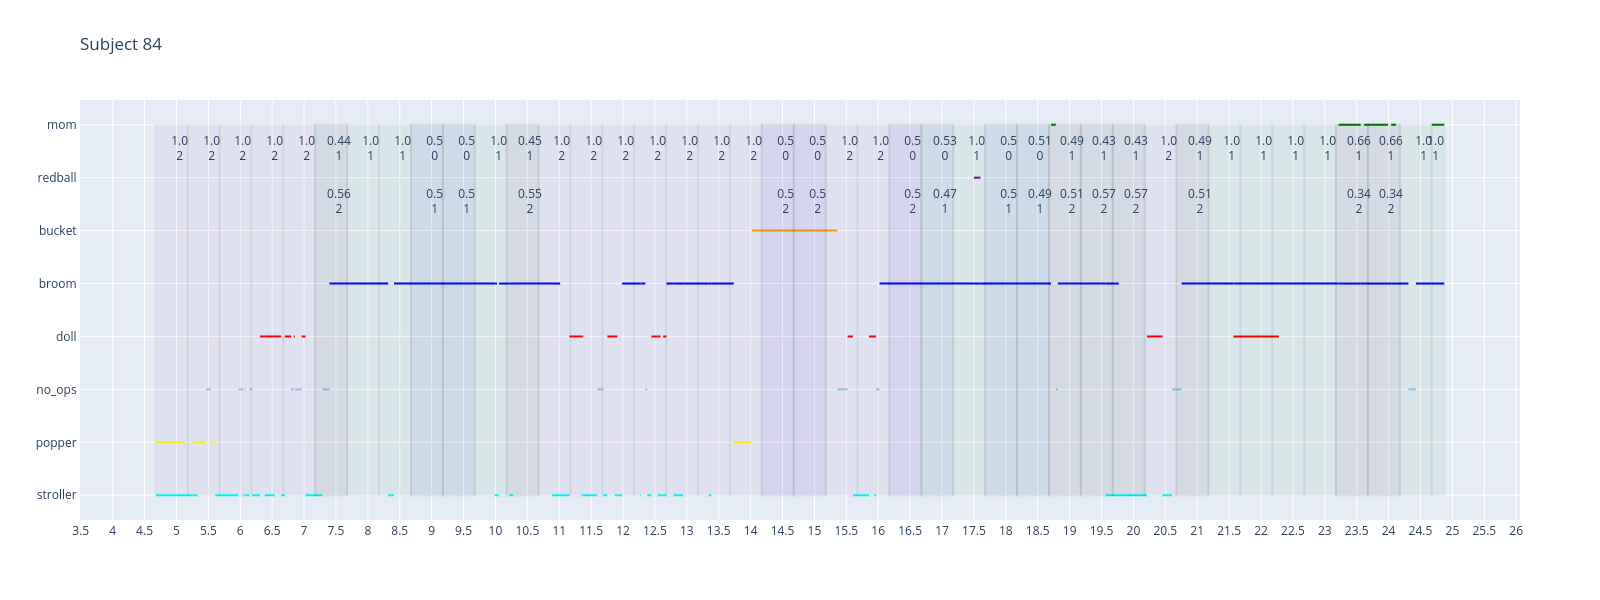 Subject 84
mom
1.0 1.0 1.0 1.0 1.0 0.44 1.0 1.0 0.5 0.5 1.0 0.45 1.0 1.0 1.0 1.0 1.0 1.0 1.0 0.5 0.5 1.0 1.0 0.5 0.53 1.0 0.5 0.51 0.49 0.43 0.43 1.0 0.49 1.0 1.0 1.0 1.0 0.66 0.66 1.0 1.0
2 2 2 2 2 1 1 1 0 0 1 1 2 2 2 2 2 2 2 0 0 2 2 0 0 1 0 0 1 1 1 2 1 1 1 1 1 1 1 1 1
redball
0.56 0.5 0.5 0.55 0.5 0.5 0.5 0.47 0.5 0.49 0.51 0.57 0.57 0.51 0.34 0.34
2 1 1 2 2 2 2 1 1 1 2 2 2 2 2 2
bucket
broom
doll
no_ops
popper
stroller
3.5 4 4.5 5 5.5 6 6.5 7 7.5 8 8.5 9 9.5 10 10.5 11 11.5 12 12.5 13 13.5 14 14.5 15 15.5 16 16.5 17 17.5 18 18.5 19 19.5 20 20.5 21 21.5 22 22.5 23 23.5 24 24.5 25 25.5 26